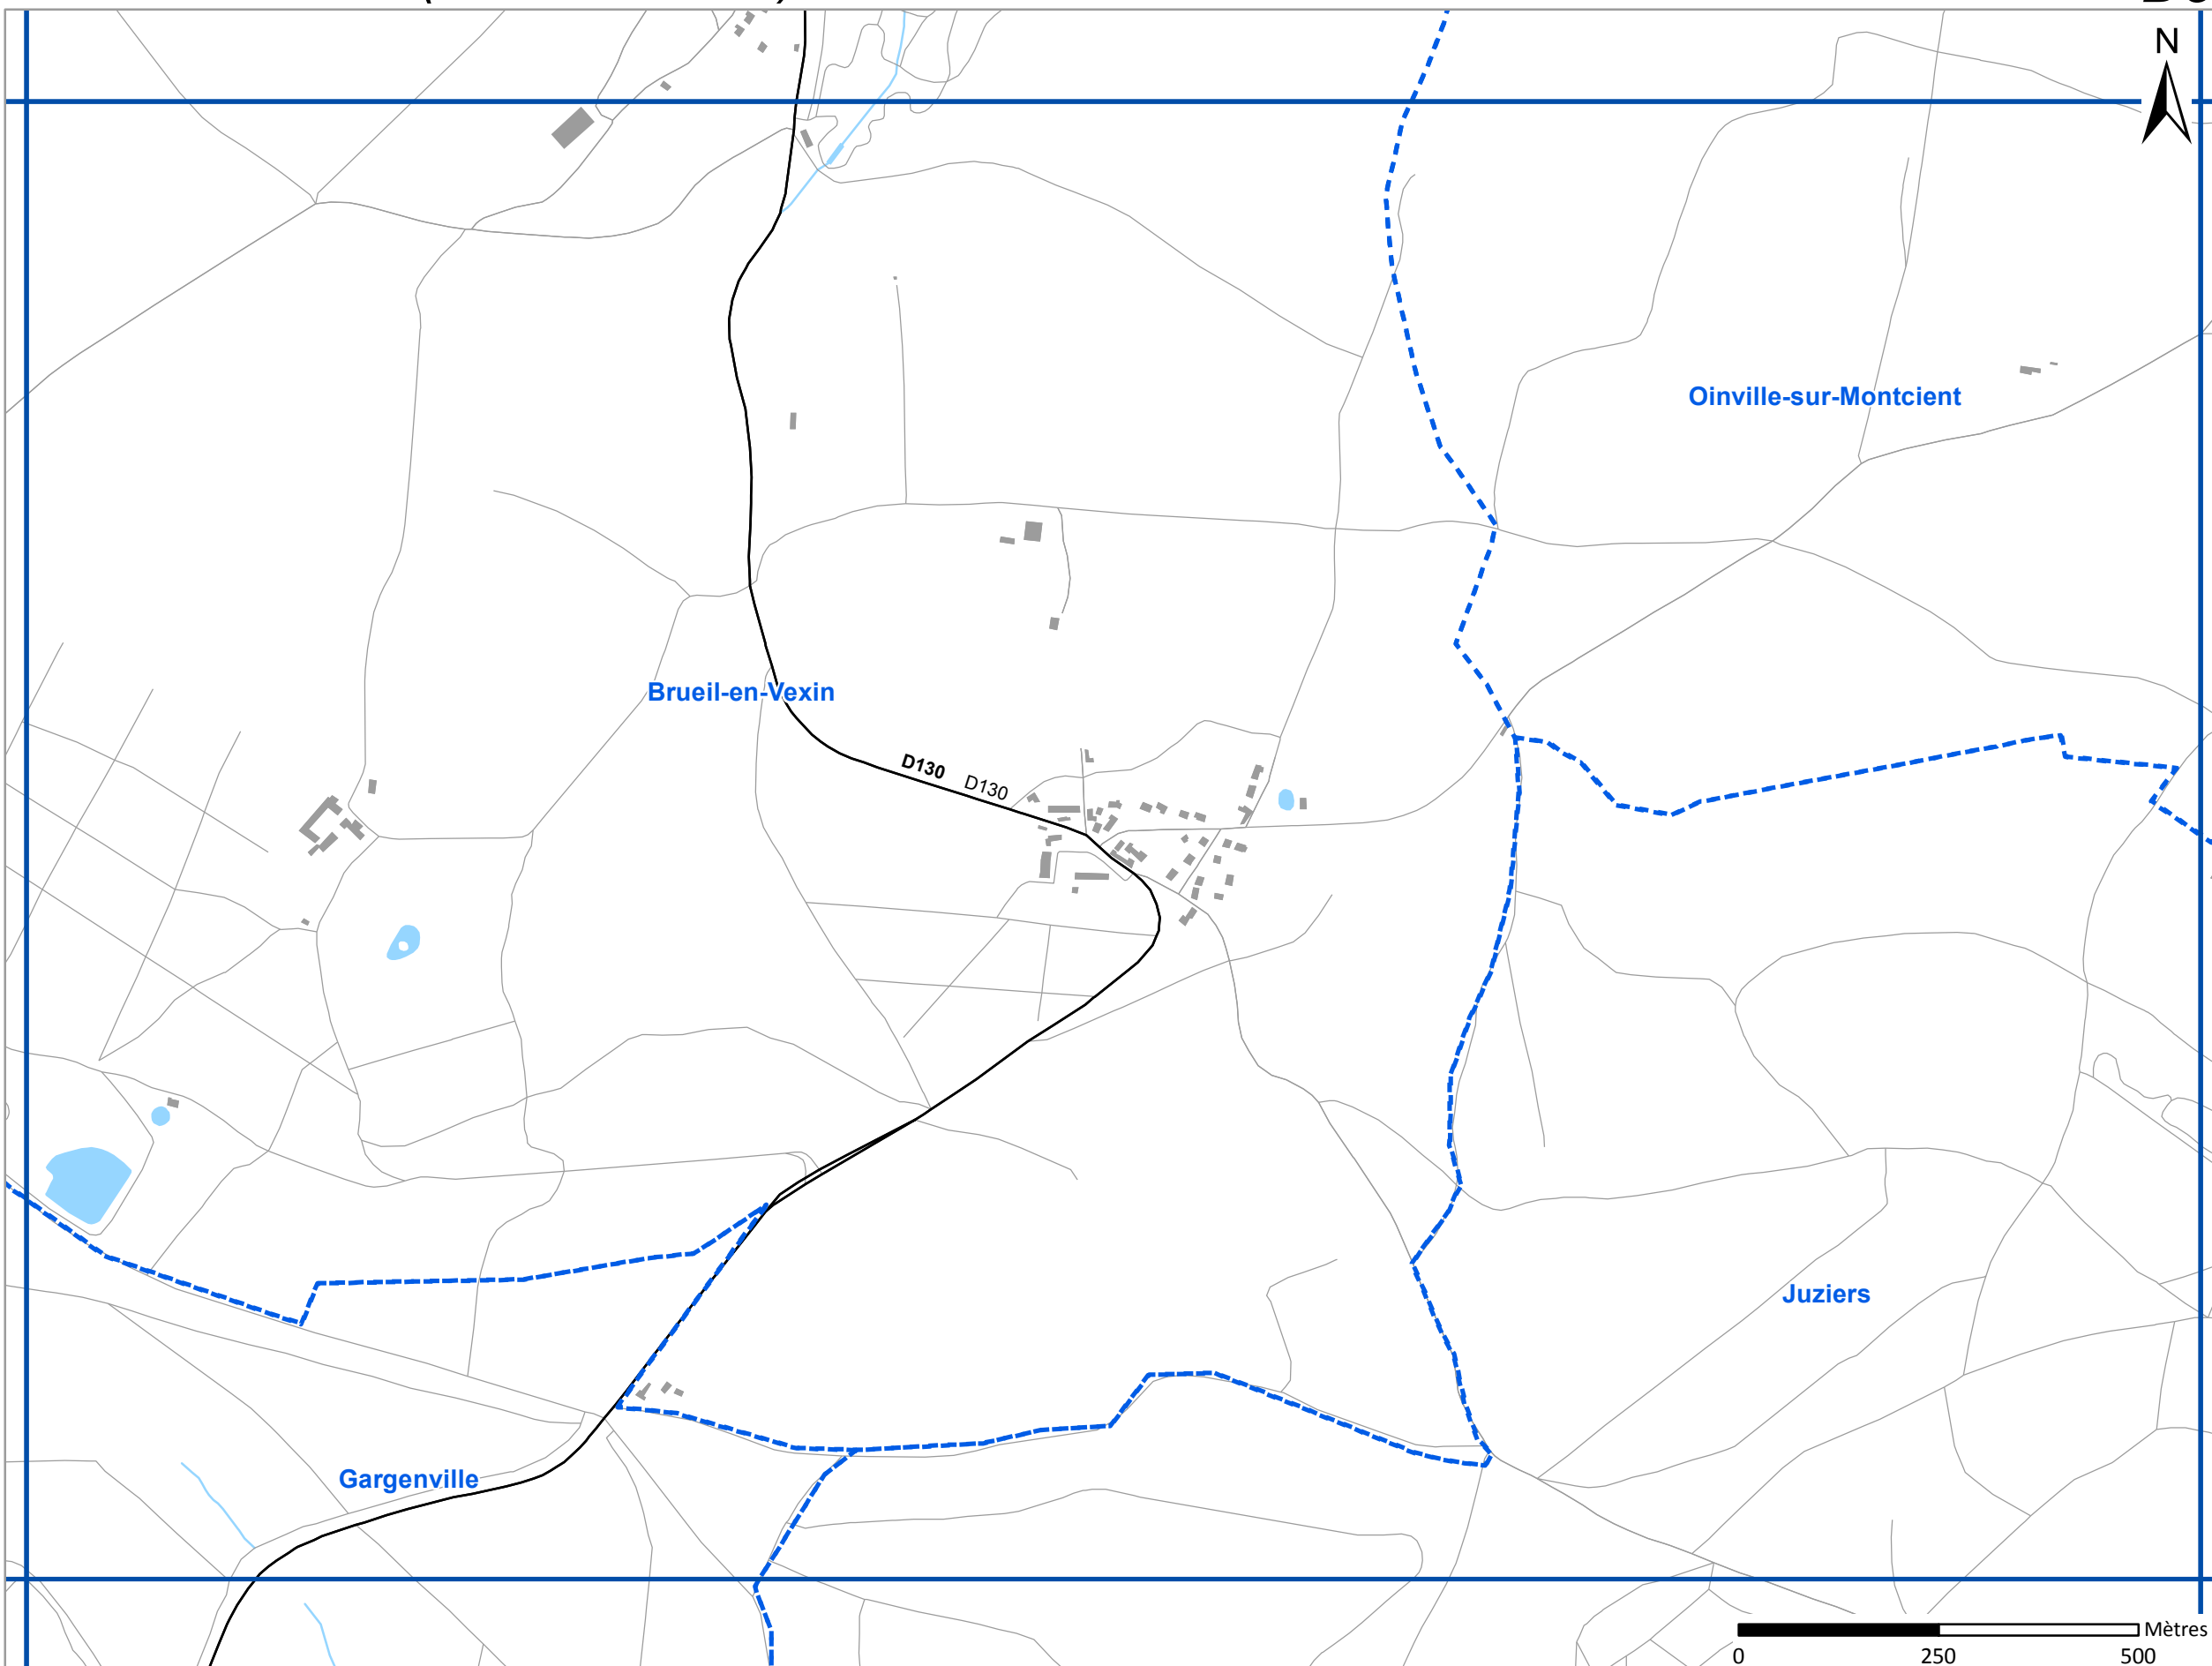 N
Oinville-sur-Montcient
Brueil-en-Vexin
D130
D130
Juziers
Gargenville
Mètres
0
250
500